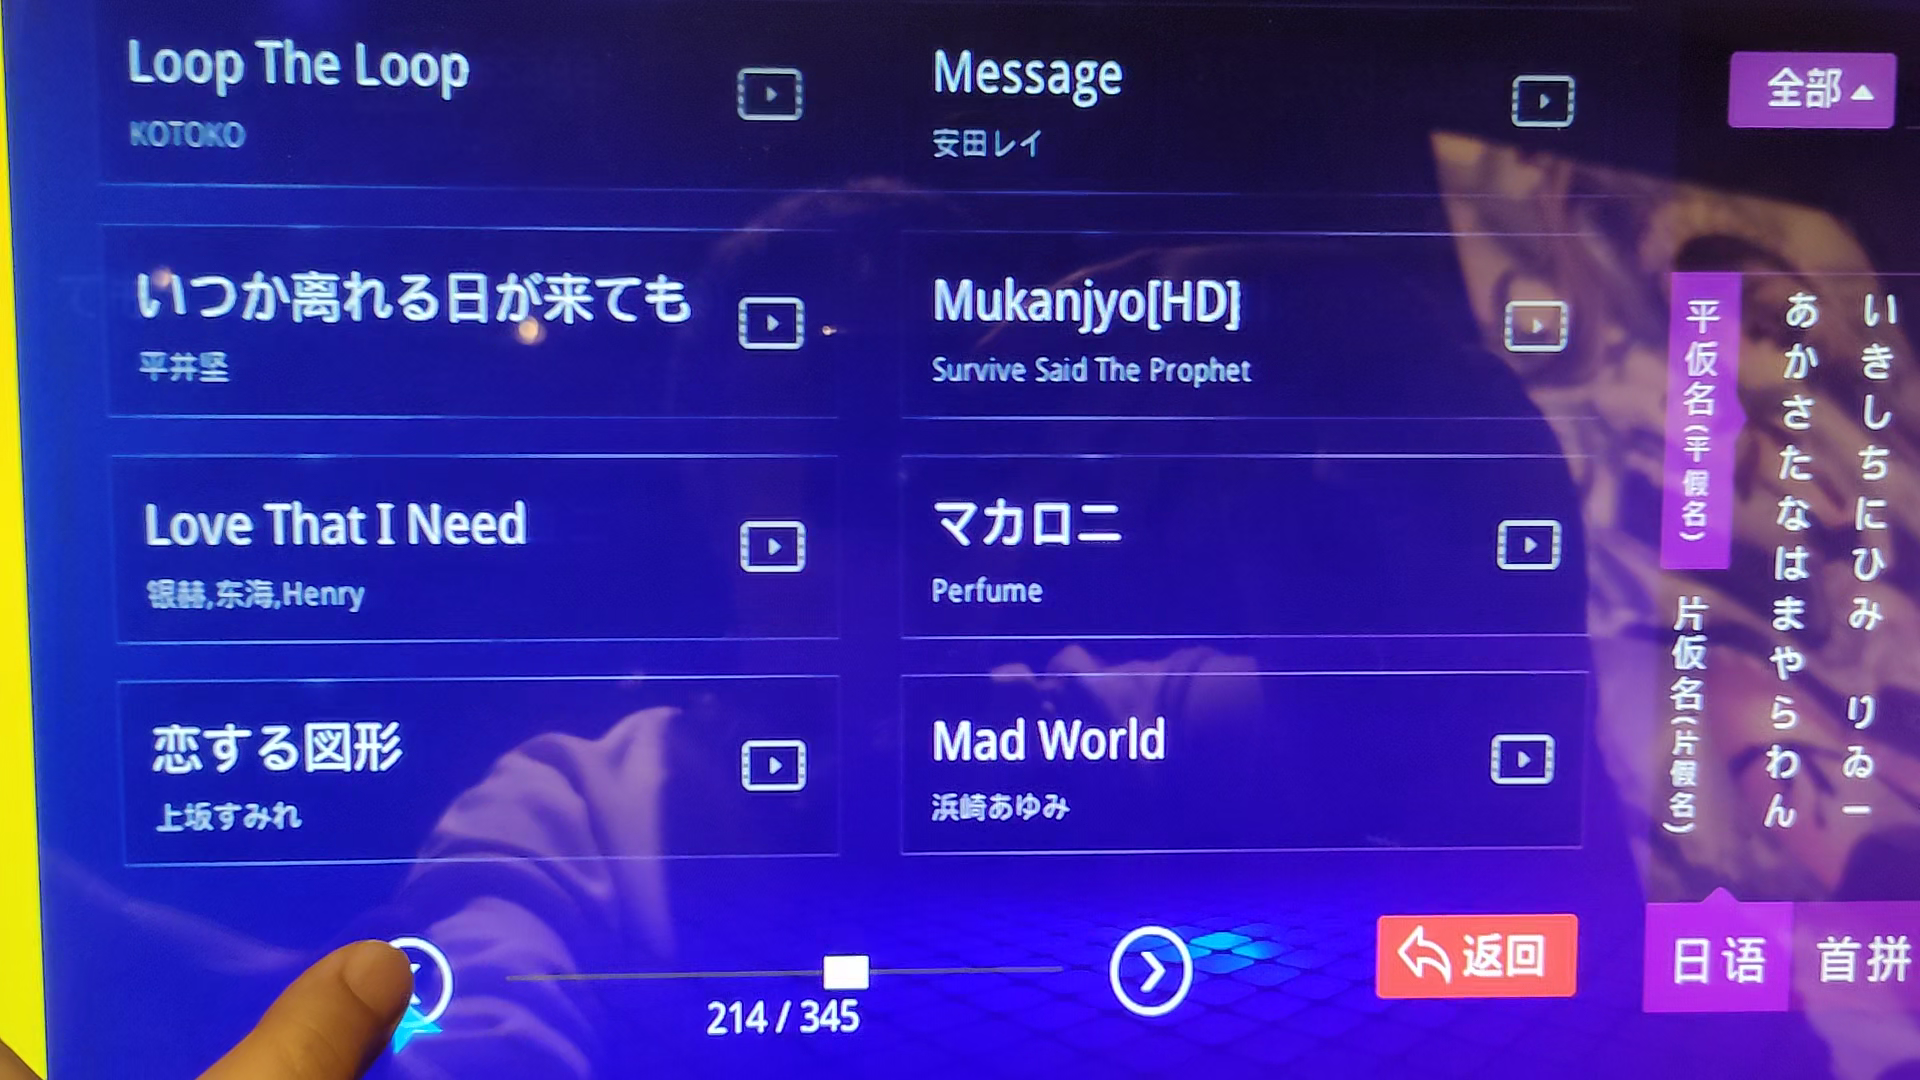 Loop The Loop
KOTOKO
Message
安田レイ
いつか离れる日が来ても
平井坚
Mukanjyo[HD]
Survive Said The Prophet
Love That I Need
银赫,东海,Henry
マカロニ
Perfume
恋する図形
上坂すみれ
Mad World
浜崎あゆみ
214 / 345
返回
全部
平仮名(平假名)
片仮名(片假名)
あかさたなはまやらわん
いきしちにひみ りゐー
日语
首拼